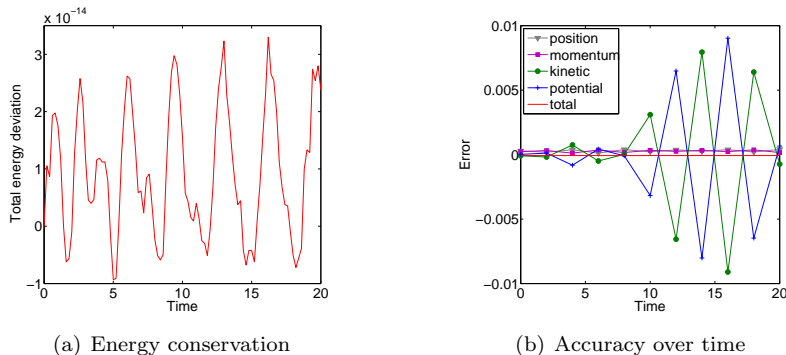 x 10⁻¹⁴
3
2
1
0
−1
0
5
10
15
20
Total energy deviation
Time
(a) Energy conservation
0.01
0.005
0
−0.005
−0.01
0
5
10
15
20
Error
Time
position
momentum
kinetic
potential
total
(b) Accuracy over time